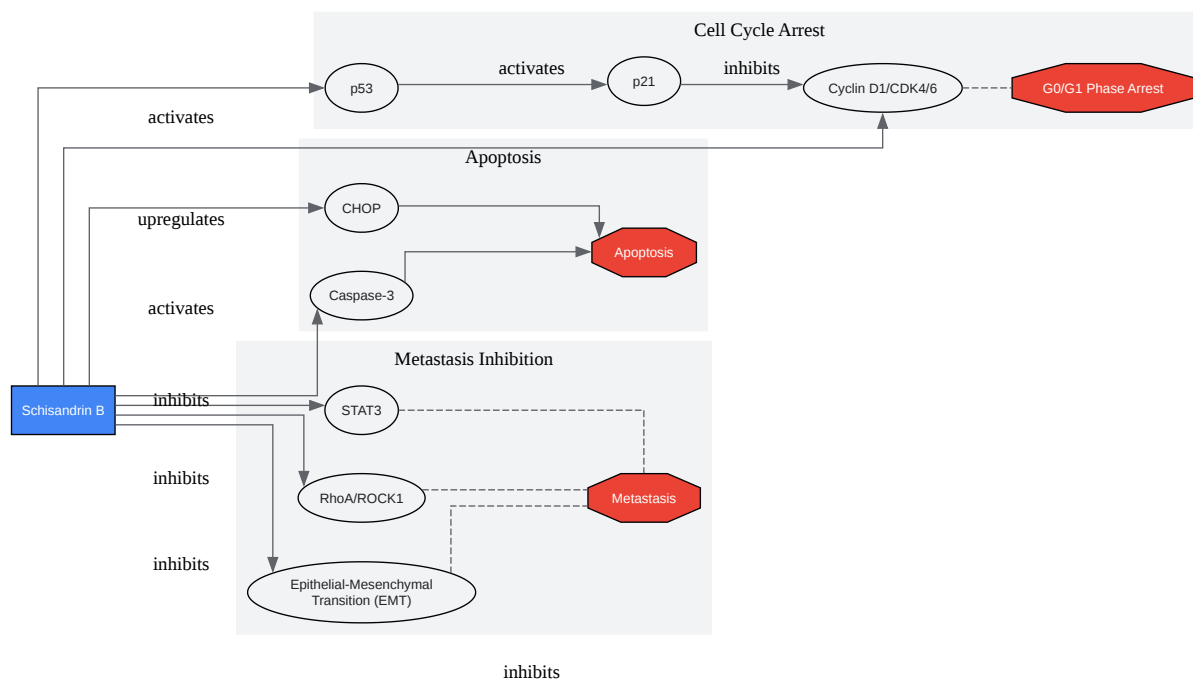 Cell Cycle Arrest
activates
inhibits
p53
p21
Cyclin D1/CDK4/6
G0/G1 Phase Arrest
activates
Apoptosis
CHOP
upregulates
Apoptosis
Caspase-3
activates
Metastasis Inhibition
Schisandrin B
inhibits
STAT3
inhibits
RhoA/ROCK1
Metastasis
inhibits
Epithelial-Mesenchymal
Transition (EMT)
inhibits